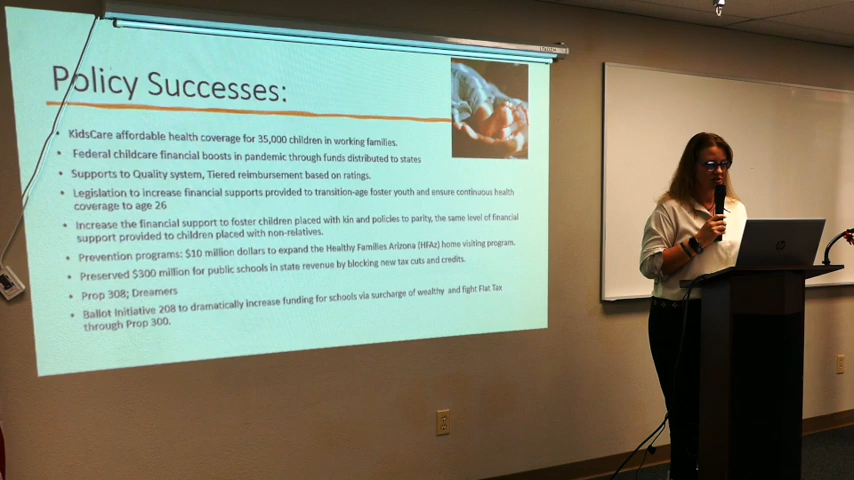 Policy Successes:
• KidsCare affordable health coverage for 35,000 children in working families.
• Federal childcare financial boosts in pandemic through funds distributed to states
• Supports to Quality system, Tiered reimbursement based on ratings.
• Legislation to increase financial supports provided to transition-age foster youth and ensure continuous health
coverage to age 26
• Increase the financial support to foster children placed with kin and policies to parity, the same level of financial
support provided to children placed with non-relatives.
• Prevention programs: $10 million dollars to expand the Healthy Families Arizona (HFAz) home visiting program.
• Preserved $300 million for public schools in state revenue by blocking new tax cuts and credits.
• Prop 308; Dreamers
• Ballot Initiative 208 to dramatically increase funding for schools via surcharge of wealthy and fight Flat Tax
through Prop 300.
hp